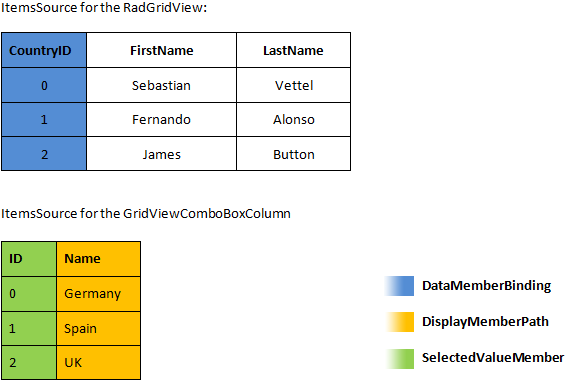 ItemsSource for the RadGridView:
CountryID FirstName LastName
0 Sebastian Vettel
1 Fernando Alonso
2 James Button
ItemsSource for the GridViewComboBoxColumn
ID Name
0 Germany
1 Spain
2 UK
DataMemberBinding
DisplayMemberPath
SelectedValueMember